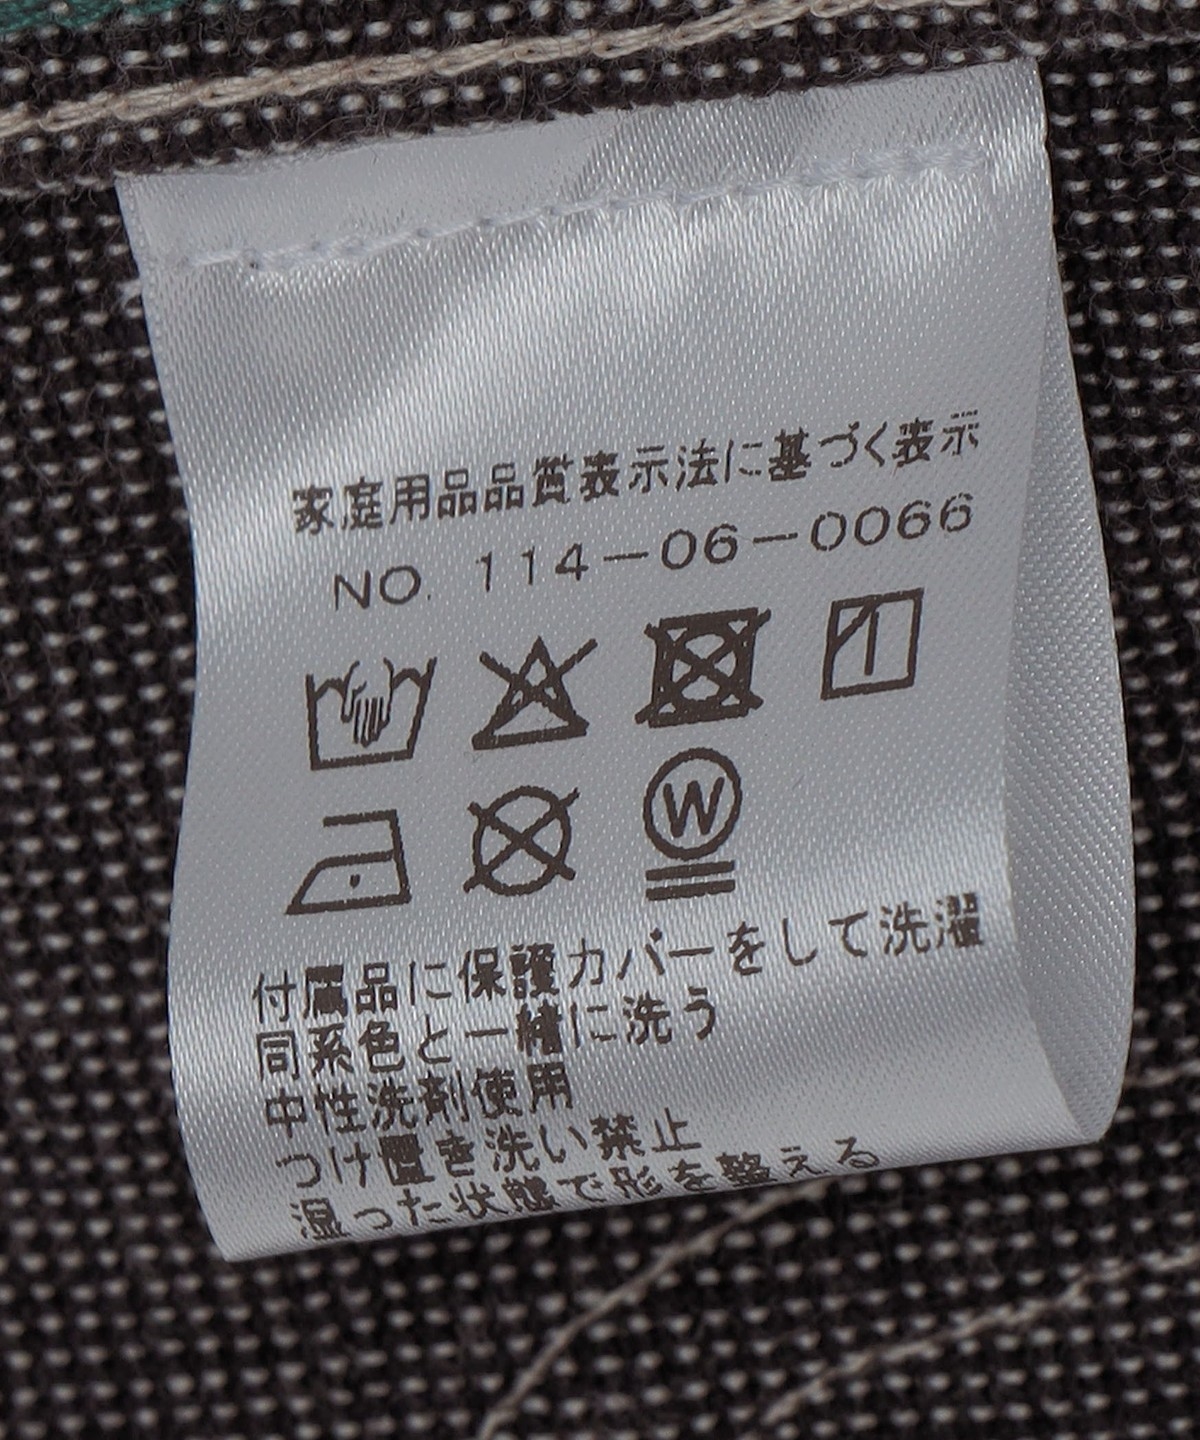 家庭用品品質表示法に基づく表示
NO. 114-06-0066
W
付属品に保護カバーをして洗濯
同系色と一緒に洗う
中性洗剤使用
つけ置き洗い禁止
湿った状態で形を整える